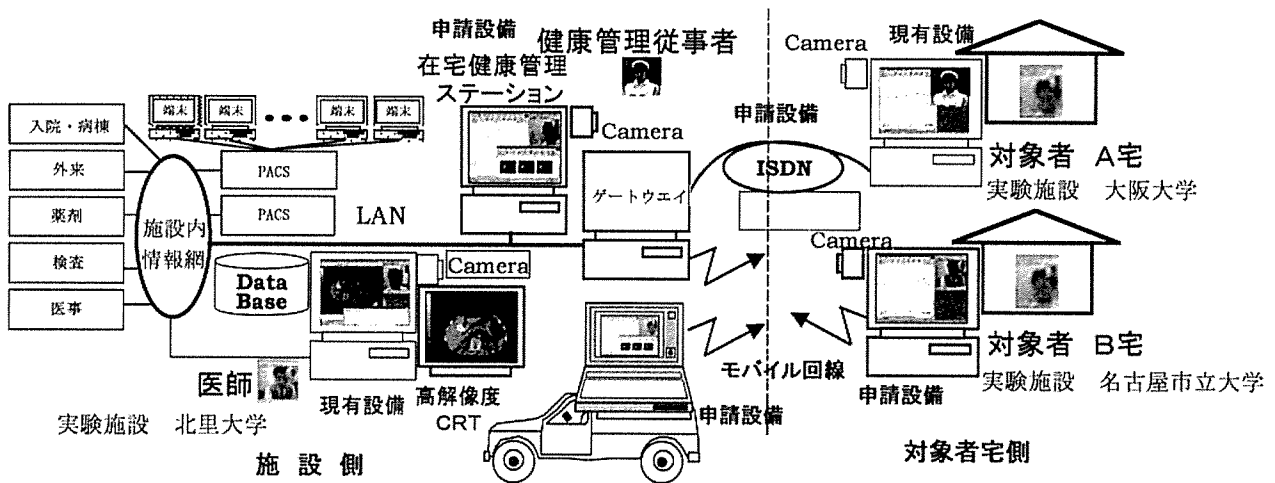 申請設備
健康管理従事者
在宅健康管理
ステーション
Camera
端末
端末
端末
端末
入院・病棟
外来
薬剤
検査
医事
PACS
PACS
施設内
情報網
LAN
Data
Base
Camera
医師
現有設備
高解像度
CRT
実験施設 北里大学
施設側
ゲートウエイ
申請設備
ISDN
モバイル回線
申請設備
Camera
現有設備
対象者 A宅
実験施設 大阪大学
Camera
対象者 B宅
実験施設 名古屋市立大学
申請設備
対象者宅側